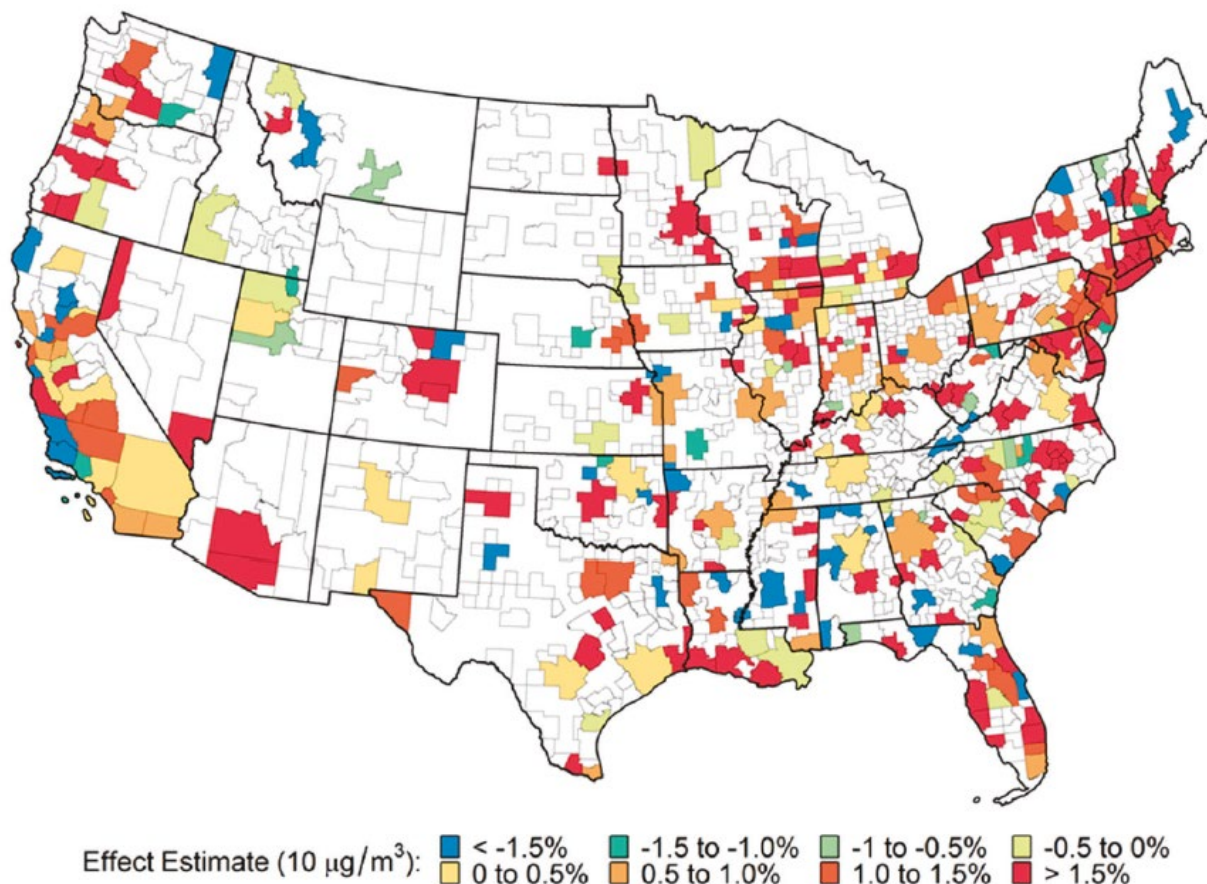 Effect Estimate (10 μg/m³): < -1.5% -1.5 to -1.0% -1 to -0.5% -0.5 to 0%
0 to 0.5% 0.5 to 1.0% 1.0 to 1.5% > 1.5%